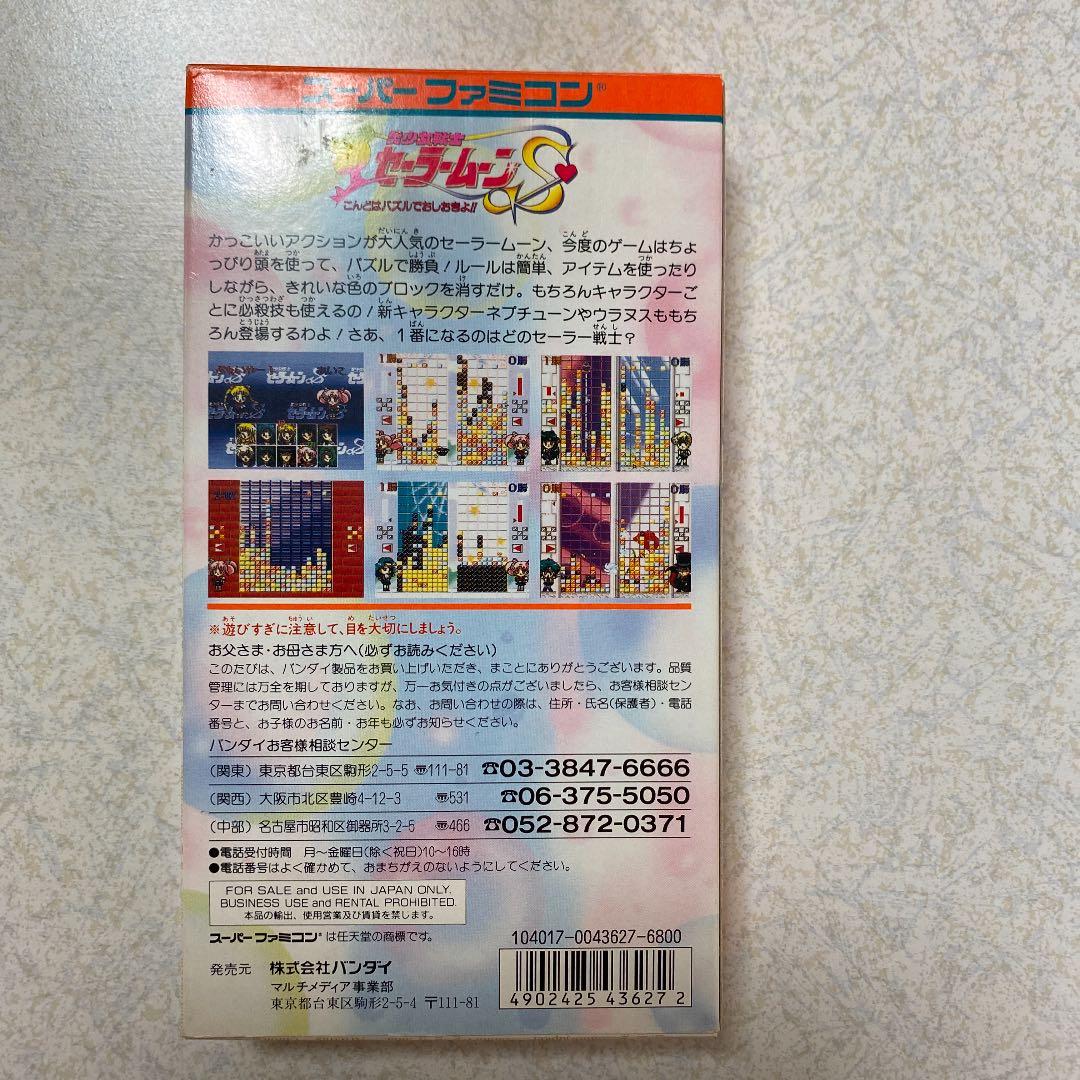 スーパーファミコン®
美少女戦士
セーラームーンS
こんどはパズルでおしおきよ!!
かっこいいアクションが大人気のセーラームーン、今度のゲームはちょ
っぴり頭を使って、パズルで勝負！ルールは簡単、アイテムを使ったり
しながら、きれいな色のブロックを消すだけ。もちろんキャラクターご
とに必殺技も使えるの！新キャラクターネプチューンやウラヌスももち
ろん登場するわよ！さあ、1番になるのはどのセーラー戦士？
1勝 0勝
1勝 0勝
1勝 0勝
0勝 0勝
※遊びすぎに注意して、目を大切にしましょう。
お父さま・お母さま方へ(必ずお読みください)
このたびは、バンダイ製品をお買い上げいただき、まことにありがとうございます。品質
管理には万全を期しておりますが、万一お気付きの点がございましたら、お客様相談セン
ターまでお問い合わせください。なお、お問い合わせの際は、住所・氏名(保護者)・電話
番号と、お子様のお名前・お年も必ずお知らせください。
バンダイお客様相談センター
(関東) 東京都台東区駒形2-5-5 〠111-81 ☎03-3847-6666
(関西) 大阪市北区豊崎4-12-3 〠531 ☎06-375-5050
(中部) 名古屋市昭和区御器所3-2-5 〠466 ☎052-872-0371
●電話受付時間 月〜金曜日(除く祝日)10〜16時
●電話番号はよく確かめて、おまちがえのないようにしてください。
FOR SALE and USE IN JAPAN ONLY.
BUSINESS USE and RENTAL PROHIBITED.
本品の輸出、使用営業及び賃貸を禁じます。
スーパーファミコン®は任天堂の商標です。
104017-0043627-6800
発売元 株式会社バンダイ
マルチメディア事業部
東京都台東区駒形2-5-4 〒111-81
4902425 436272